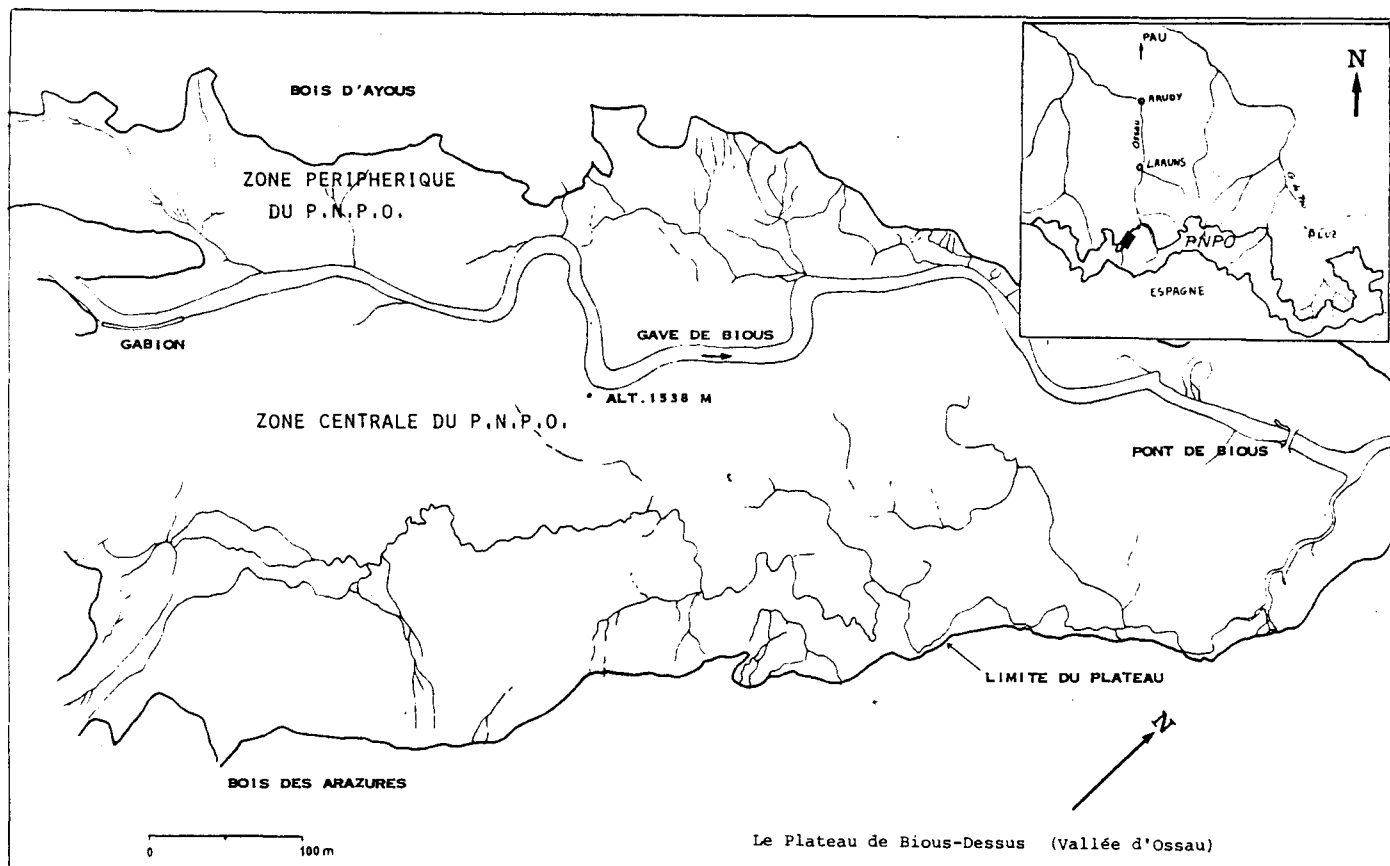 PAU
N
ARUDY
Ossau
LARUNS
PNPO
ESPAGNE
BOIS D'AYOUS
ZONE PERIPHERIQUE
DU P.N.P.O.
GABION
GAVE DE BIOUS
ALT.1538 M
ZONE CENTRALE DU P.N.P.O.
PONT DE BIOUS
LIMITE DU PLATEAU
N
BOIS DES ARAZURES
0 100 m
Le Plateau de Bious-Dessus (Vallée d'Ossau)